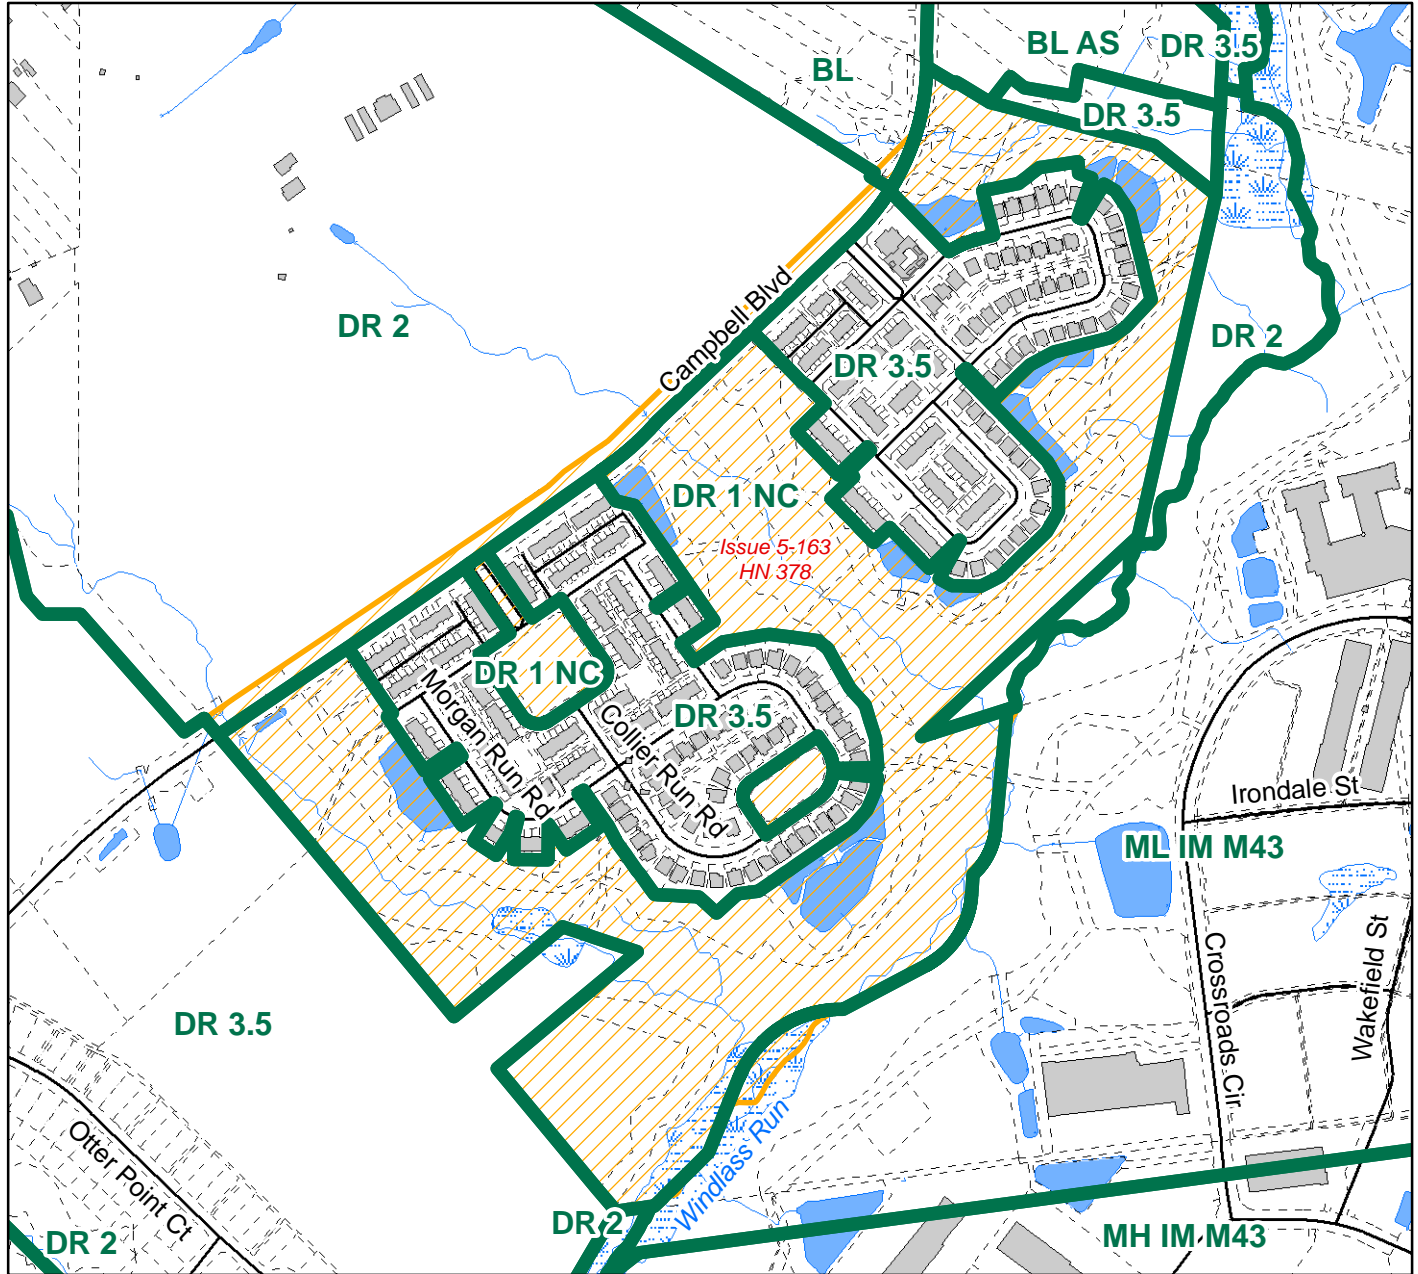 BL AS
DR 3.5
BL
DR 3.5
DR 2
Campbell Blvd
DR 2
DR 3.5
DR 1 NC
Issue 5-163
HN 378
DR 1 NC
Morgan Run Rd
Collier Run Rd
DR 3.5
Irondale St
ML IM M43
Crossroads Cir
Wakefield St
DR 3.5
Otter Point Ct
Windlass Run
DR 2
DR 2
MH IM M43